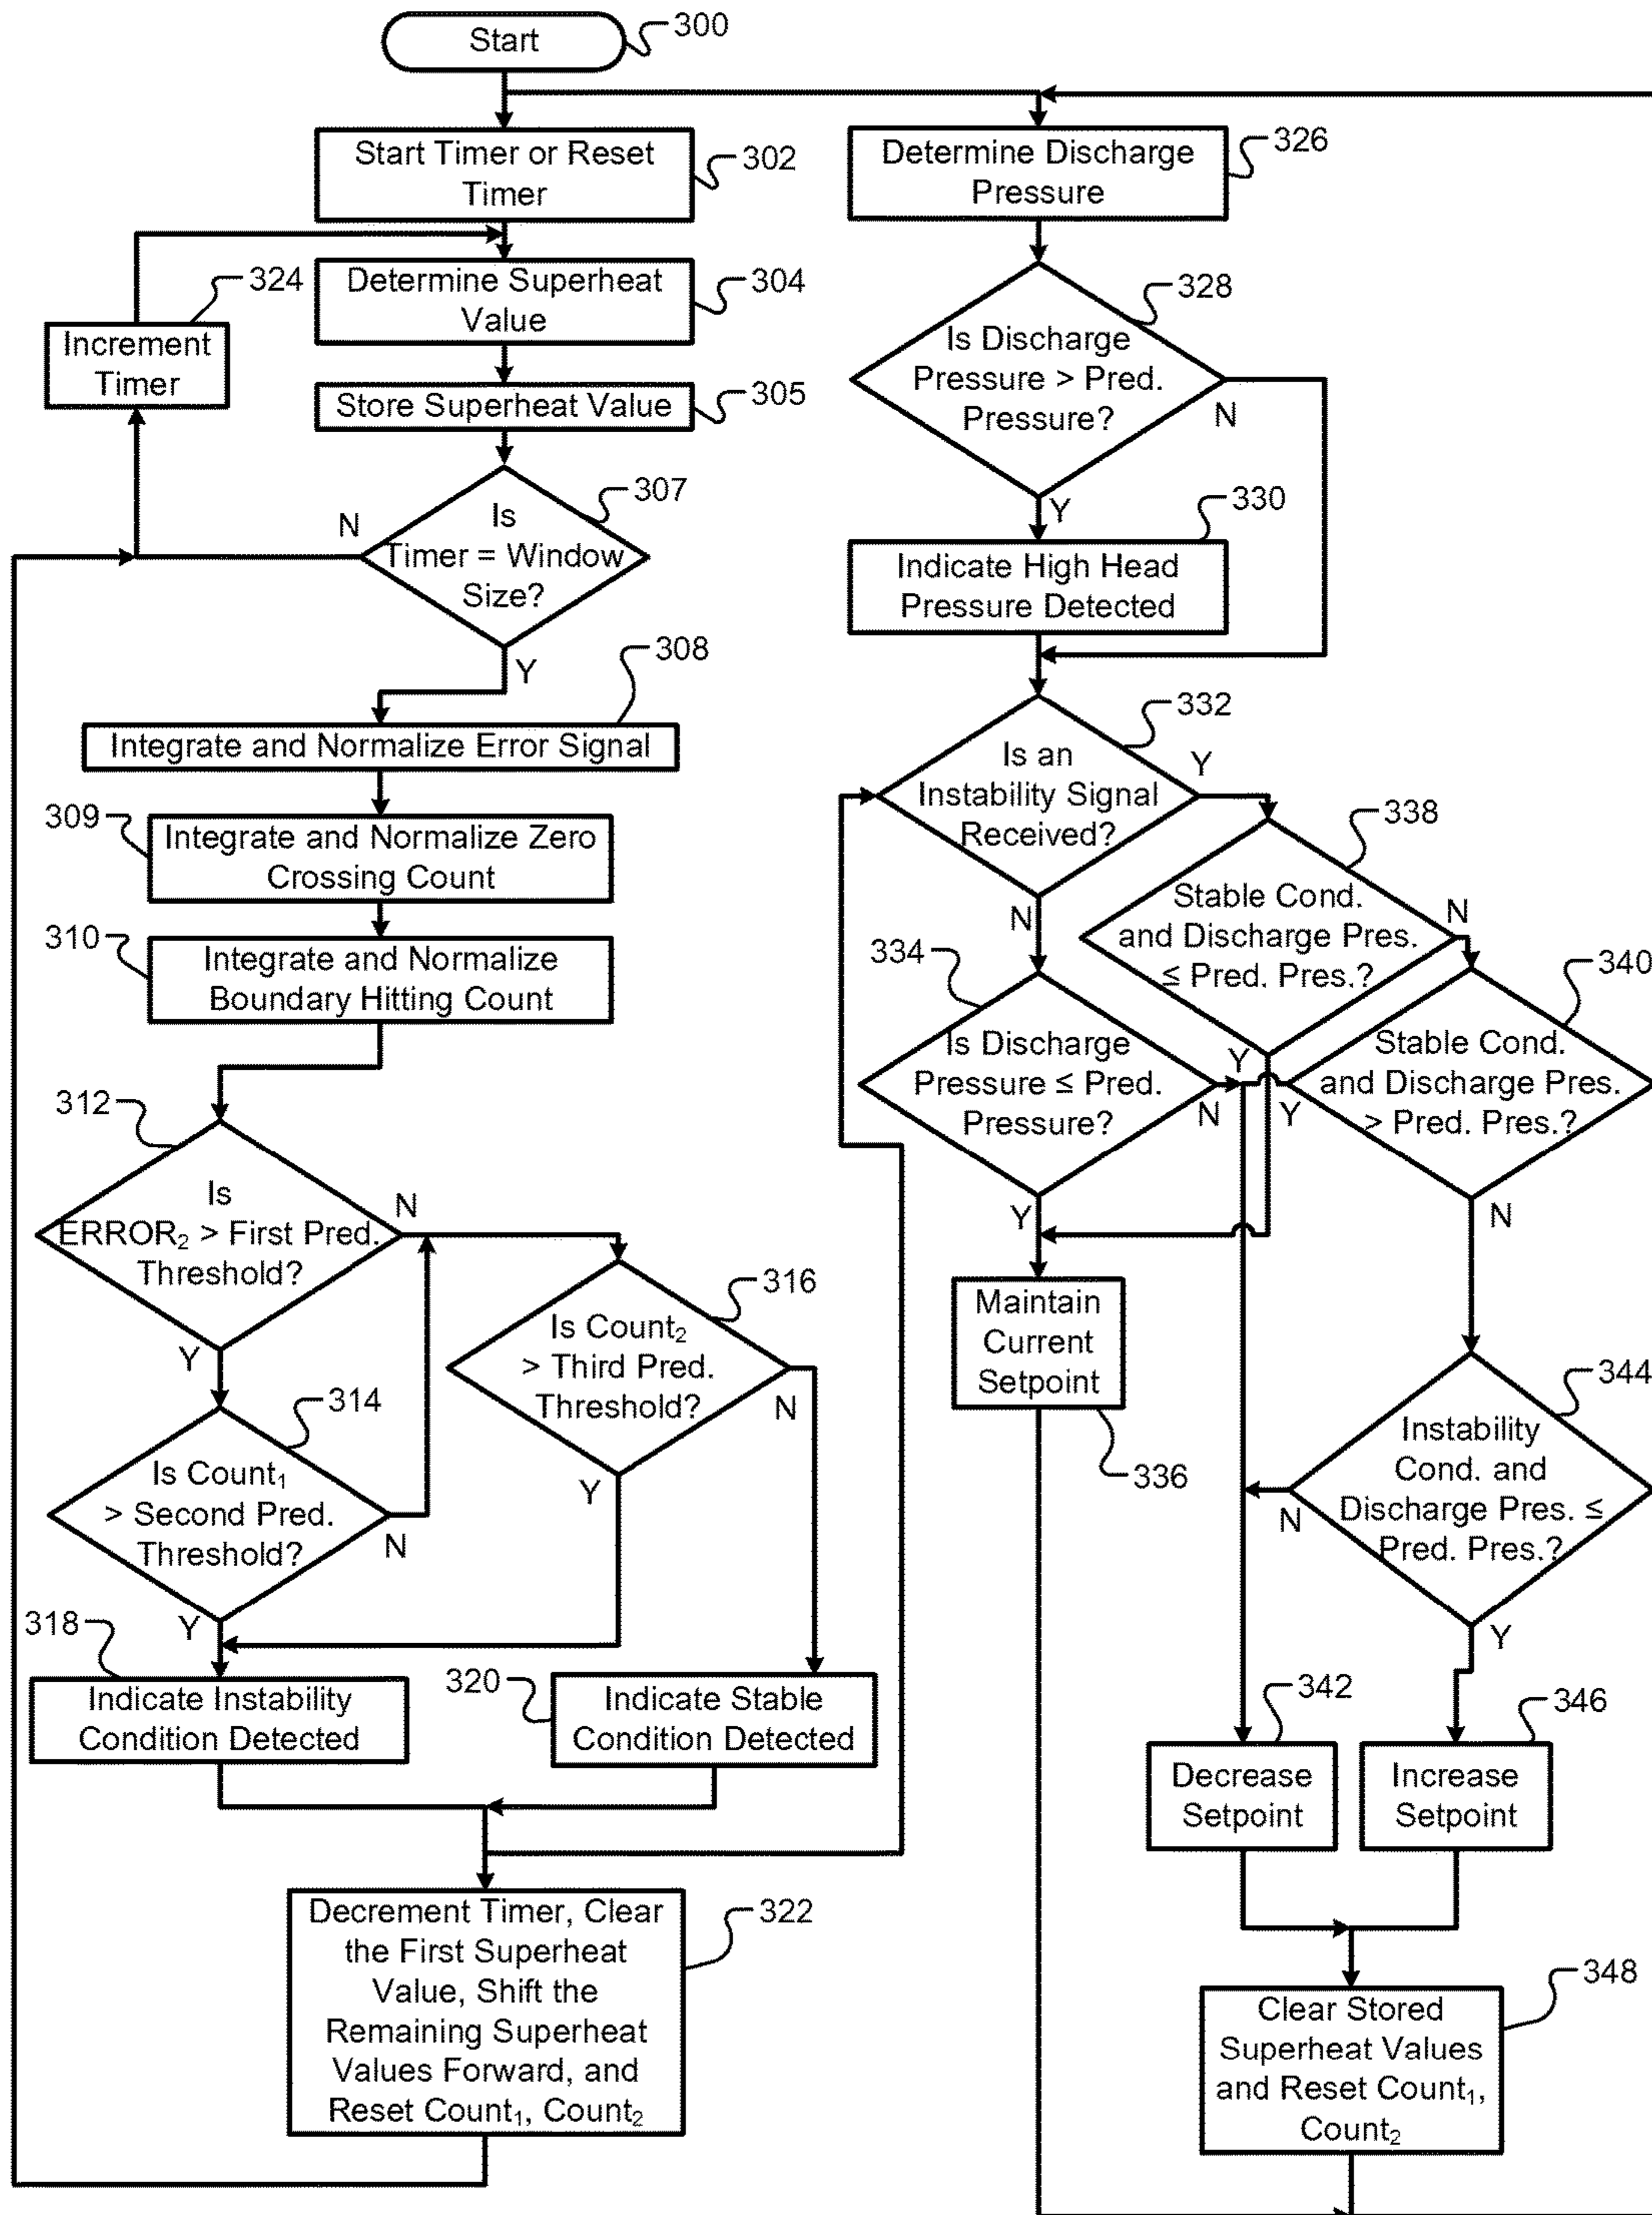 Start
300
Start Timer or Reset
Timer
302
Determine Superheat
Value
304
324
Increment
Timer
Store Superheat Value
305
307
N
Is
Timer = Window
Size?
Y
308
Integrate and Normalize Error Signal
309
Integrate and Normalize Zero
Crossing Count
310
Integrate and Normalize
Boundary Hitting Count
312
Is
ERROR₂ > First Pred.
Threshold?
N
Y
314
Is Count₁
> Second Pred.
Threshold?
N
Y
316
Is Count₂
> Third Pred.
Threshold?
N
Y
318
Indicate Instability
Condition Detected
320
Indicate Stable
Condition Detected
Decrement Timer, Clear
the First Superheat
Value, Shift the
Remaining Superheat
Values Forward, and
Reset Count₁, Count₂
322
Determine Discharge
Pressure
326
328
Is Discharge
Pressure > Pred.
Pressure?
N
Y
330
Indicate High Head
Pressure Detected
332
Is an
Instability Signal
Received?
Y
N
334
Is Discharge
Pressure ≤ Pred.
Pressure?
N
Y
338
Stable Cond.
and Discharge Pres.
≤ Pred. Pres.?
N
Y
340
Stable Cond.
and Discharge Pres.
> Pred. Pres.?
Y
N
Maintain
Current
Setpoint
336
344
Instability
Cond. and
Discharge Pres. ≤
Pred. Pres.?
N
Y
342
Decrease
Setpoint
346
Increase
Setpoint
348
Clear Stored
Superheat Values
and Reset Count₁,
Count₂